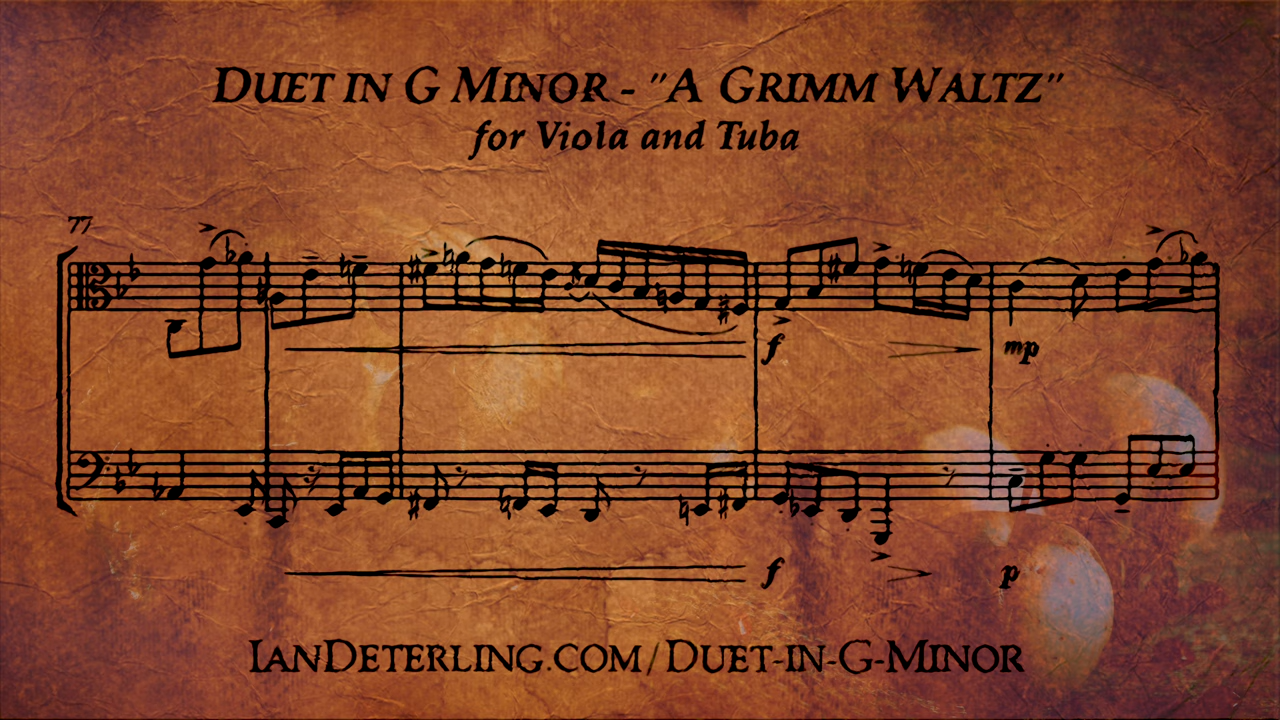 Duet in G Minor - "A Grimm Waltz"
for Viola and Tuba
77
f
mp
f
p
IanDeterling.com/Duet-in-G-Minor